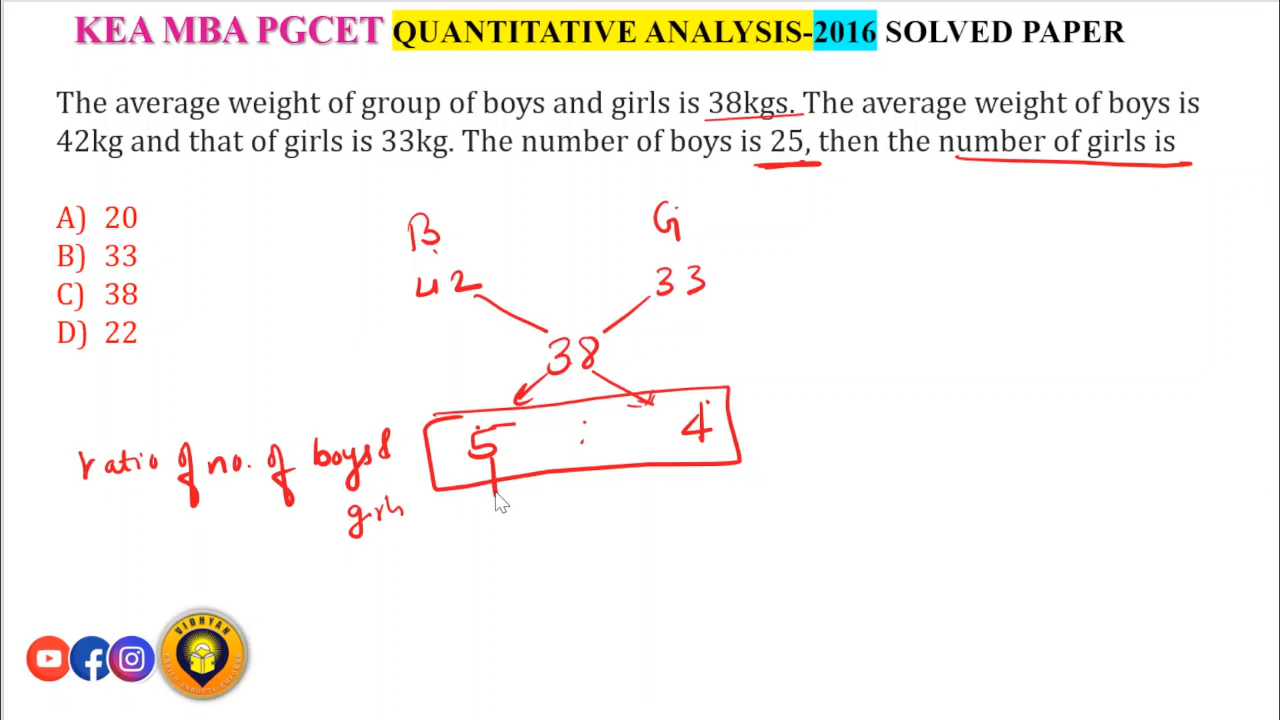 KEA MBA PGCET QUANTITATIVE ANALYSIS-2016 SOLVED PAPER
The average weight of group of boys and girls is 38kgs. The average weight of boys is
42kg and that of girls is 33kg. The number of boys is 25, then the number of girls is
A) 20
B) 33
C) 38
D) 22
B G
42 33
38
5 : 4
ratio of no. of boys &
girls
VIDHYAN